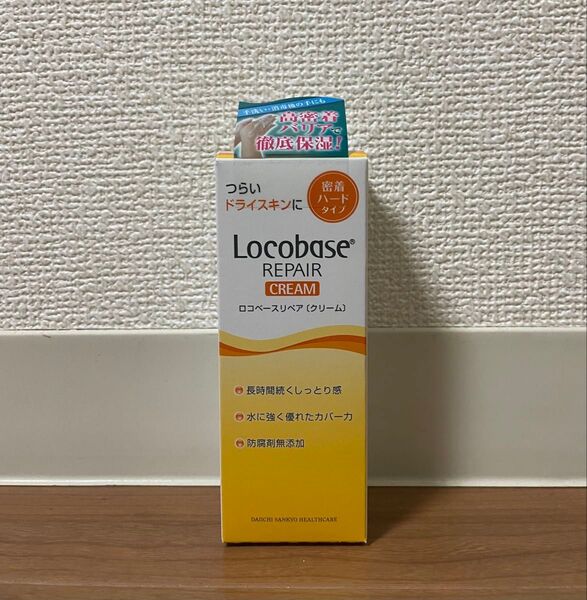 手洗い・消毒後の手にも
高密着
バリアで
徹底保湿!
つらい
ドライスキンに
密着
ハード
タイプ
Locobase®
REPAIR
CREAM
ロコベースリペア〔クリーム〕
長時間続くしっとり感
水に強く優れたカバー力
防腐剤無添加
DAIICHI SANKYO HEALTHCARE